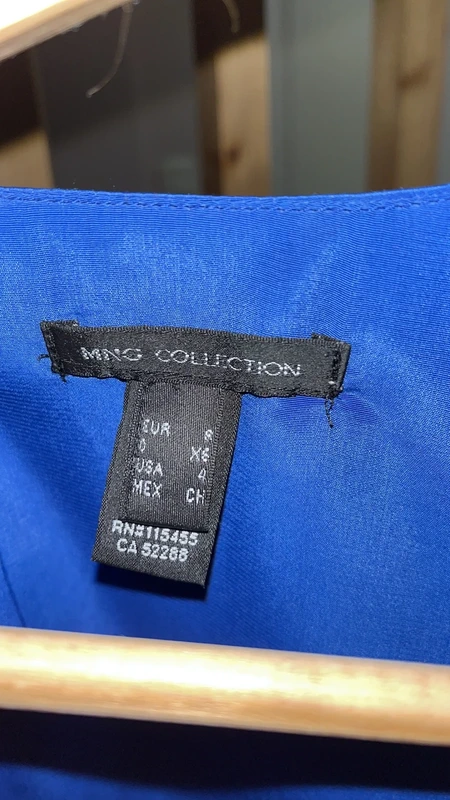 MNG COLLECTION
EUR
XS
USA 4
MEX CH
RN#115455
CA 52288